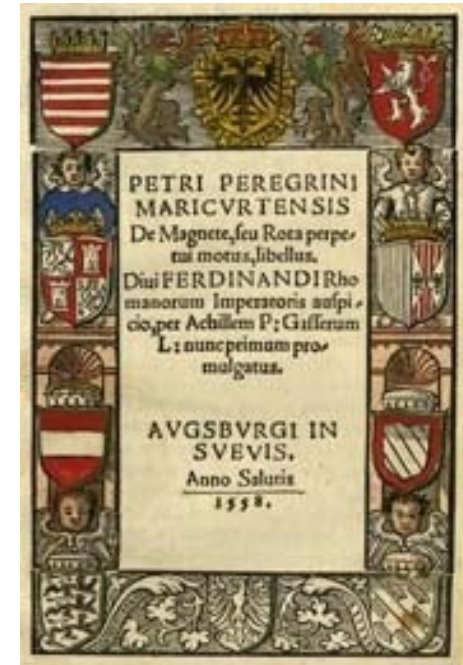 PETRI PEREGRINI
MARICVRTENSIS
De Magnete, seu Rota perpe-
tui motus, libellus.
Diui FERDINANDI Rho
manorum Imperatoris auspi-
cio, per Achillem P: Gasserum
L: nunc primum pro-
mulgatus.
AVGSBVRGI IN
SVEVIS.
Anno Salutis
1558.